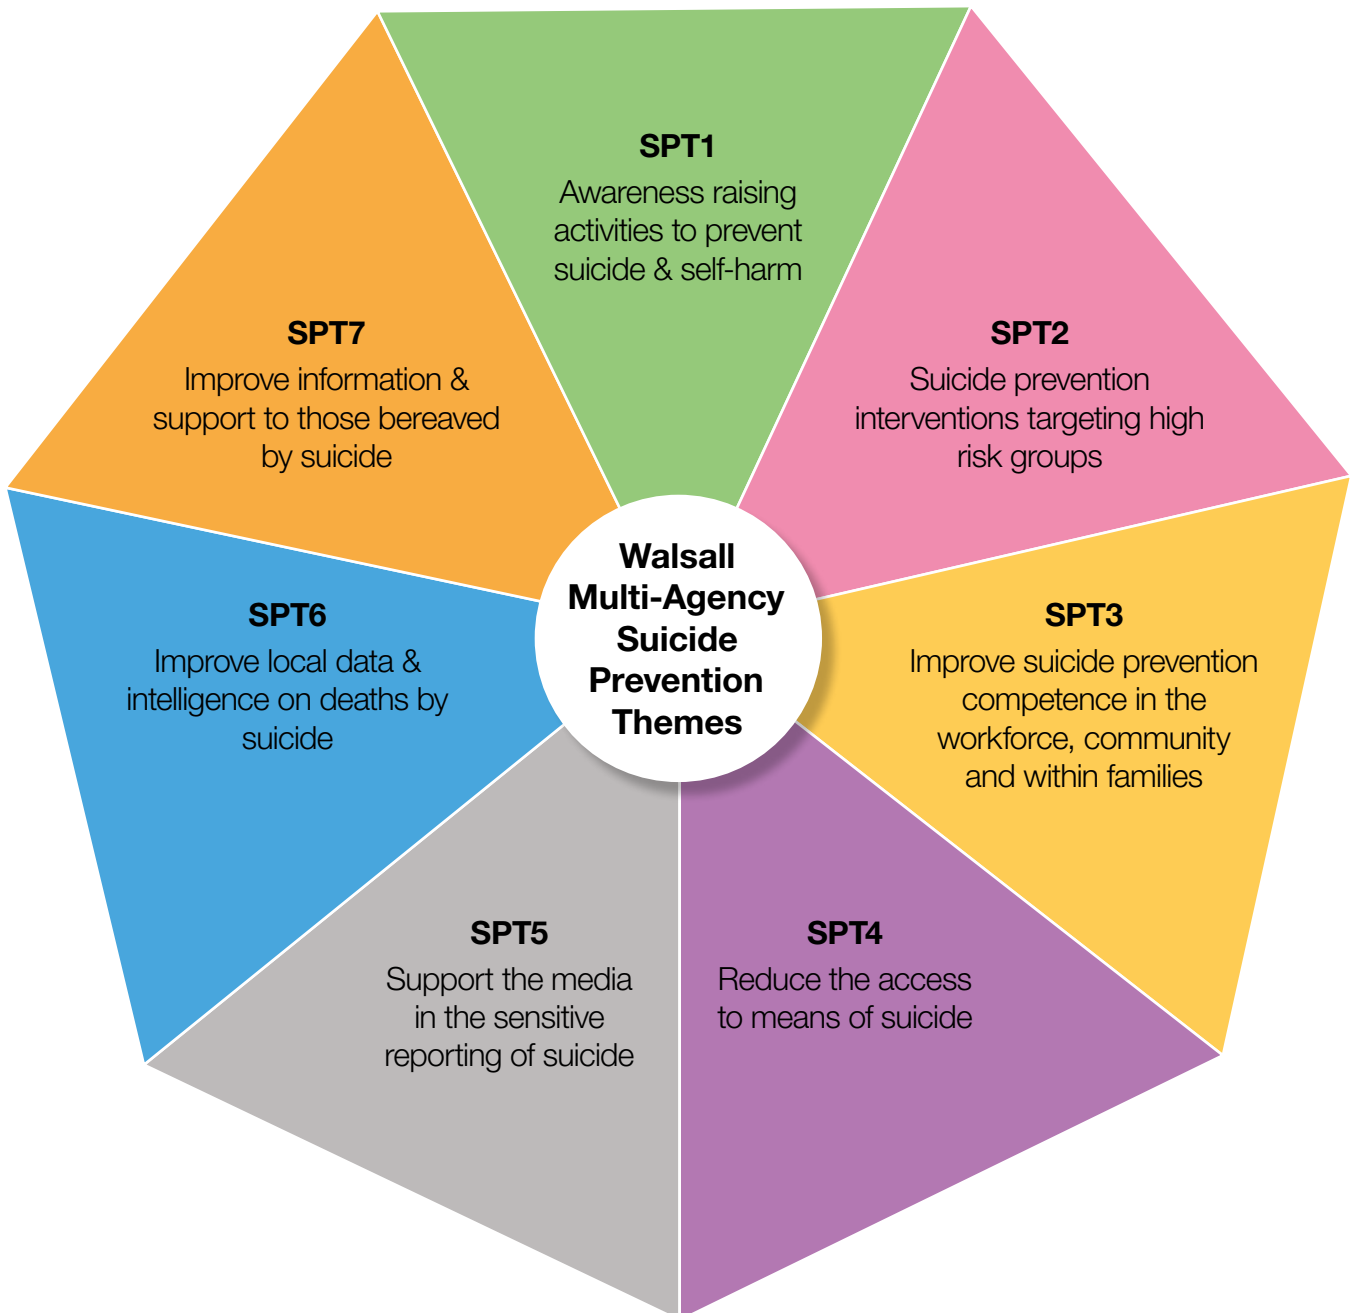 SPT1
Awareness raising
activities to prevent
suicide & self-harm
SPT2
Suicide prevention
interventions targeting high
risk groups
SPT3
Improve suicide prevention
competence in the
workforce, community
and within families
SPT4
Reduce the access
to means of suicide
SPT5
Support the media
in the sensitive
reporting of suicide
SPT6
Improve local data &
intelligence on deaths by
suicide
SPT7
Improve information &
support to those bereaved
by suicide
Walsall
Multi-Agency
Suicide
Prevention
Themes